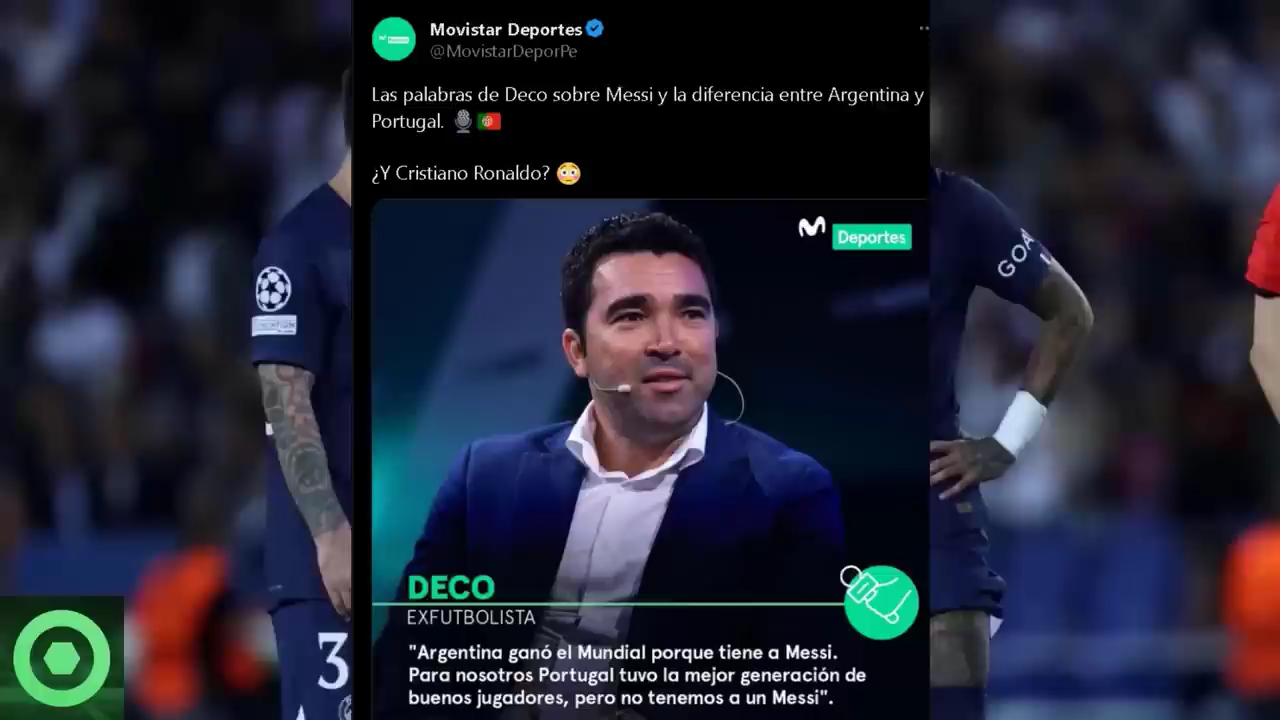 Movistar Deportes
@MovistarDeporPe
Las palabras de Deco sobre Messi y la diferencia entre Argentina y
Portugal. 🎙️🇵🇹
¿Y Cristiano Ronaldo? 😳
Deportes
GOA
DECO
EXFUTBOLISTA
"Argentina ganó el Mundial porque tiene a Messi.
Para nosotros Portugal tuvo la mejor generación de
buenos jugadores, pero no tenemos a un Messi".
3